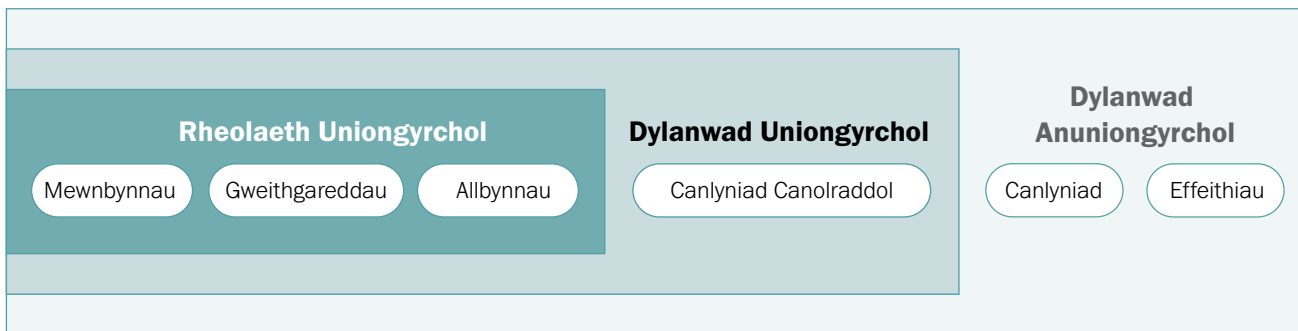 Rheolaeth Uniongyrchol
Mewnbynnau
Gweithgareddau
Allbynnau
Dylanwad Uniongyrchol
Canlyniad Canolraddol
Dylanwad
Anuniongyrchol
Canlyniad
Effeithiau